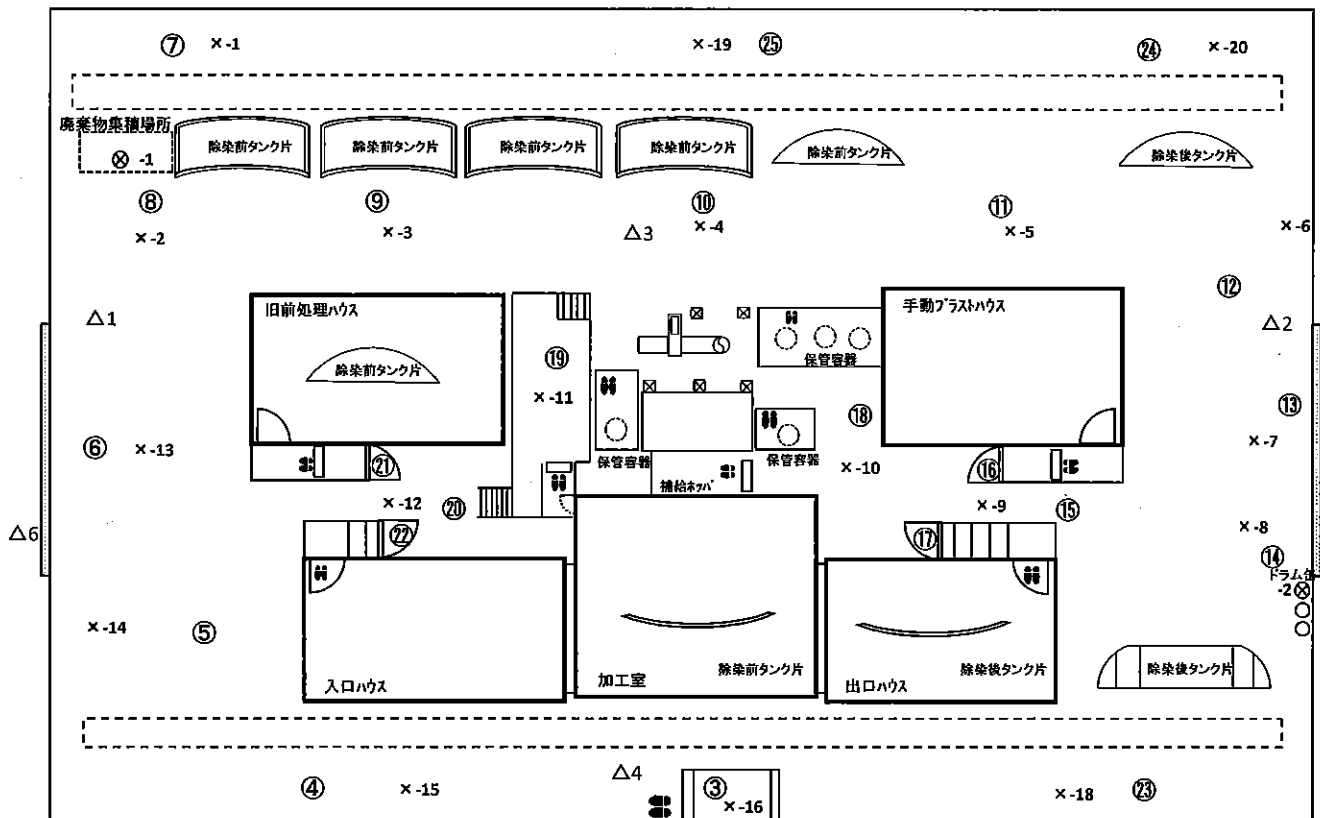 ⑦ ×-1 ×-19 ㉕ ㉔ ×-20
廃棄物集積場所
⊗ -1
除染前タンク片 除染前タンク片 除染前タンク片 除染前タンク片 除染前タンク片 除染後タンク片
⑧ ⑨ ⑩ ⑪
×-2 ×-3 △3 ×-4 ×-5 ×-6
⑫
△1 旧前処理ハウス 手動ブラストハウス △2
除染前タンク片 ⑲ 保管容器
×-11 ⑱ ⑬
⑥ ×-13 ×-7
㉑ 保管容器 保管容器 ×-10 ⑯
補給ホッパ
×-12 ⑳ ×-9 ⑮
△6 ㉒ ⑰ ×-8
⑭
ドラム缶
-2⊗
×-14 ⑤
除染前タンク片 除染後タンク片 除染後タンク片
入口ハウス 加工室 出口ハウス
△4
④ ×-15 ③ ×-18 ㉓
×-16